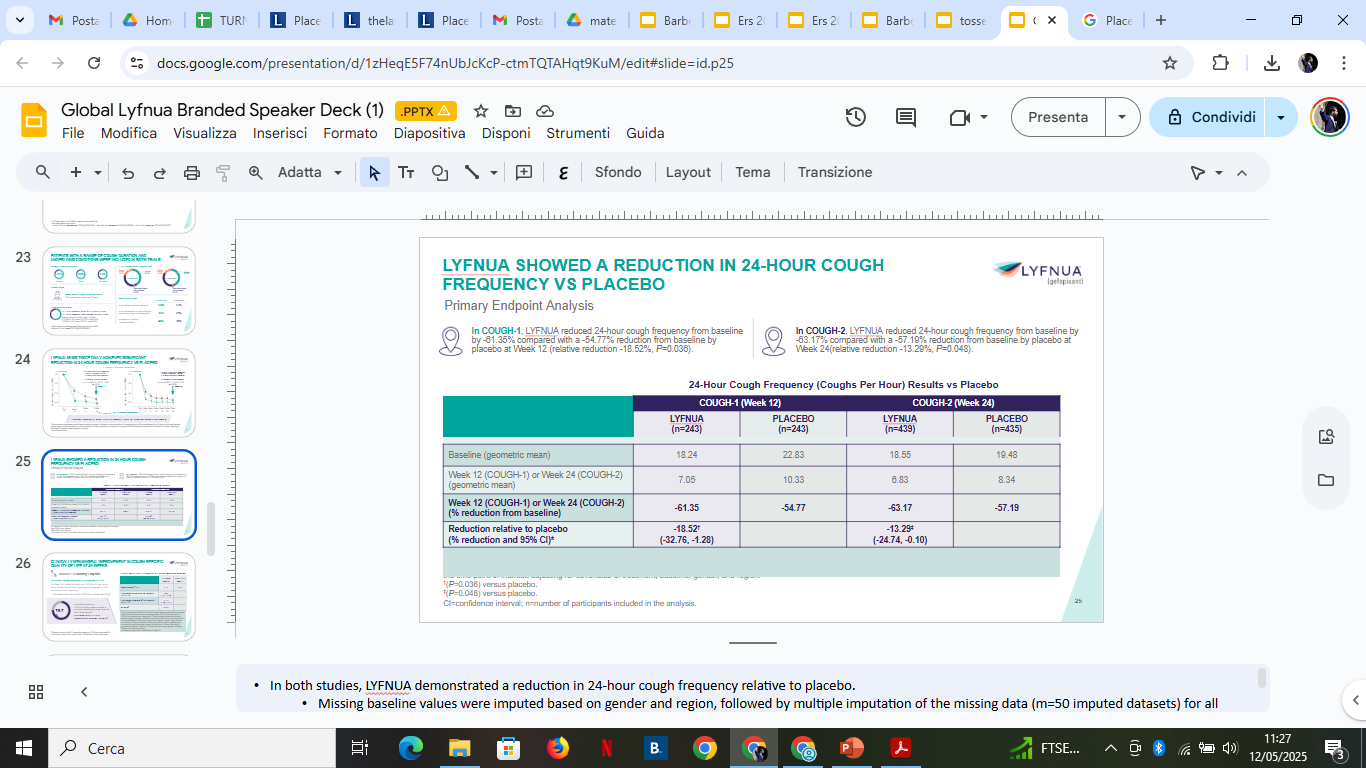 Posta
Home
TURN
Place
thela
Place
Posta
mate
Barbe
Ers 2
Ers 2
Barbe
tosse
G
Place
docs.google.com/presentation/d/1zHeqE5F74nUbJcKcP-ctmTQTAHqt9KuM/edit#slide=id.p25
Global Lyfnua Branded Speaker Deck (1)
.PPTX
File Modifica Visualizza Inserisci Formato Diapositiva Disponi Strumenti Guida
Presenta
Condividi
Adatta
Sfondo
Layout
Tema
Transizione
23
24
25
26
LYFNUA SHOWED A REDUCTION IN 24-HOUR COUGH
FREQUENCY VS PLACEBO
Primary Endpoint Analysis
LYFNUA
(gefapixant)
In COUGH-1, LYFNUA reduced 24-hour cough frequency from baseline
by -61.35% compared with a -54.77% reduction from baseline by
placebo at Week 12 (relative reduction -18.52%, P=0.036).
In COUGH-2, LYFNUA reduced 24-hour cough frequency from baseline by
-63.17% compared with a -57.19% reduction from baseline by placebo at
Week 24(relative reduction -13.29%, P=0.048).
24-Hour Cough Frequency (Coughs Per Hour) Results vs Placebo
COUGH-1 (Week 12) COUGH-2 (Week 24)
LYFNUA PLACEBO LYFNUA PLACEBO
(n=243) (n=243) (n=439) (n=435)
Baseline (geometric mean) 18.24 22.83 18.55 19.48
Week 12 (COUGH-1) or Week 24 (COUGH-2)
(geometric mean) 7.05 10.33 6.83 8.34
Week 12 (COUGH-1) or Week 24 (COUGH-2)
(% reduction from baseline) -61.35 -54.77 -63.17 -57.19
Reduction relative to placebo -18.52† -13.29‡
(% reduction and 95% CI)* (-32.76, -1.28) (-24.74, -0.10)
†(P=0.036) versus placebo.
‡(P=0.048) versus placebo.
CI=confidence interval; n=number of participants included in the analysis.
25
• In both studies, LYFNUA demonstrated a reduction in 24-hour cough frequency relative to placebo.
• Missing baseline values were imputed based on gender and region, followed by multiple imputation of the missing data (m=50 imputed datasets) for all
Cerca
FTSE...
11:27
12/05/2025
3